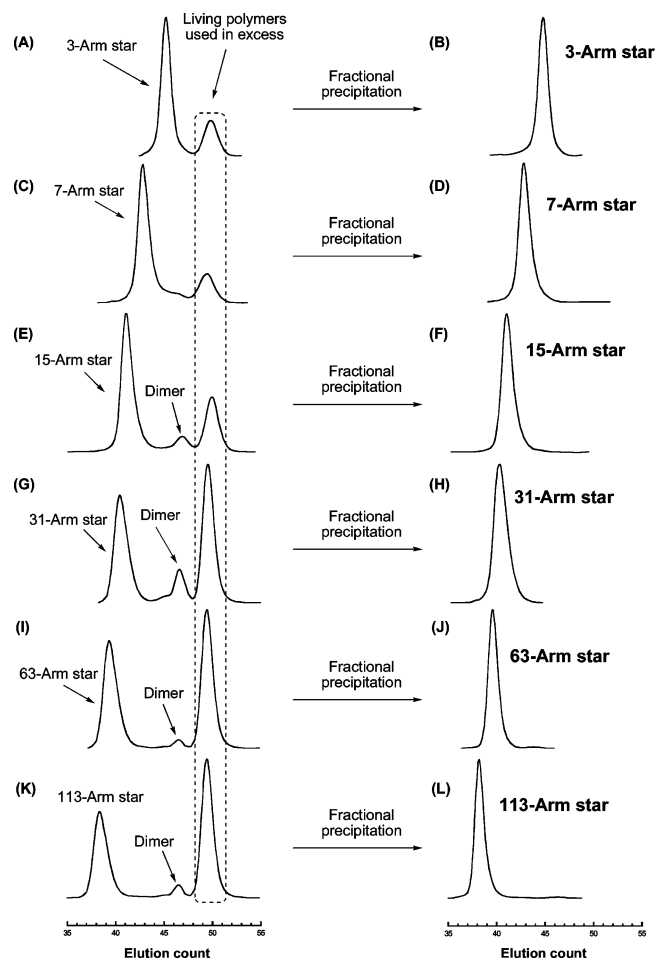 (A)
3-Arm star
Living polymers
used in excess
Fractional
precipitation
(B)
3-Arm star
(C)
7-Arm star
Fractional
precipitation
(D)
7-Arm star
(E)
15-Arm star
Dimer
Fractional
precipitation
(F)
15-Arm star
(G)
31-Arm star
Dimer
Fractional
precipitation
(H)
31-Arm star
(I)
63-Arm star
Dimer
Fractional
precipitation
(J)
63-Arm star
(K)
113-Arm star
Dimer
Fractional
precipitation
(L)
113-Arm star
35 40 45 50 55
Elution count
35 40 45 50 55
Elution count